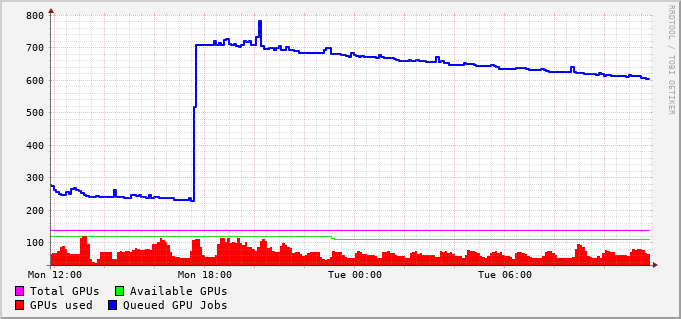 800
700
600
500
400
300
200
100
Mon 12:00 Mon 18:00 Tue 00:00 Tue 06:00
Total GPUs Available GPUs
GPUs used Queued GPU Jobs
RRDTOOL / TOBI OETIKER